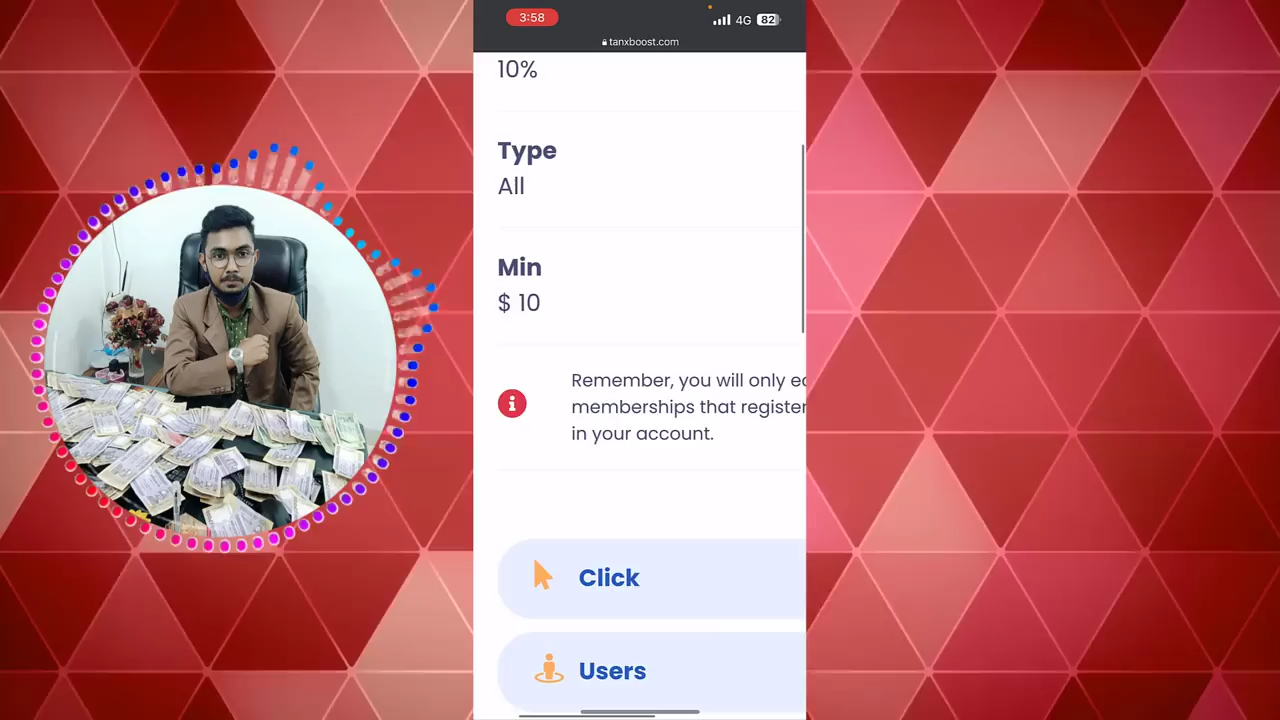 3:58
4G 82
tanxboost.com
10%
Type
All
Min
$ 10
Remember, you will only
memberships that register
in your account.
Click
Users